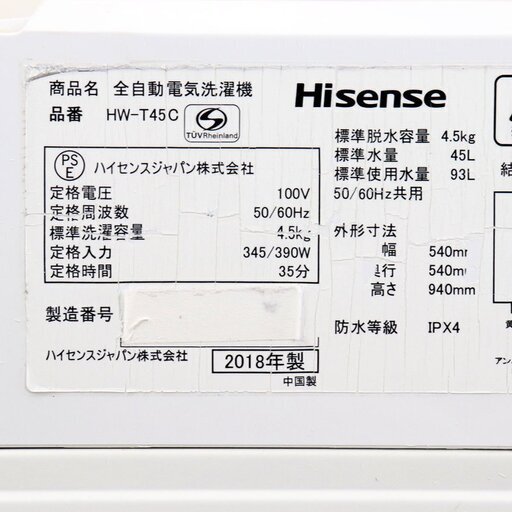 商品名 全自動電気洗濯機
品番 HW-T45C
S
TÜVRheinland
Hisense
PS
E
ハイセンスジャパン株式会社
定格電圧 100V
定格周波数 50/60Hz
標準洗濯容量 4.5kg
定格入力 345/390W
定格時間 35分
製造番号
ハイセンスジャパン株式会社
2018年製
中国製
標準脱水容量 4.5kg
標準水量 45L
標準使用水量 93L
50/60Hz共用
外形寸法
幅 540mm
奥行 540m
高さ 940mm
防水等級 IPX4
結
黄
アン